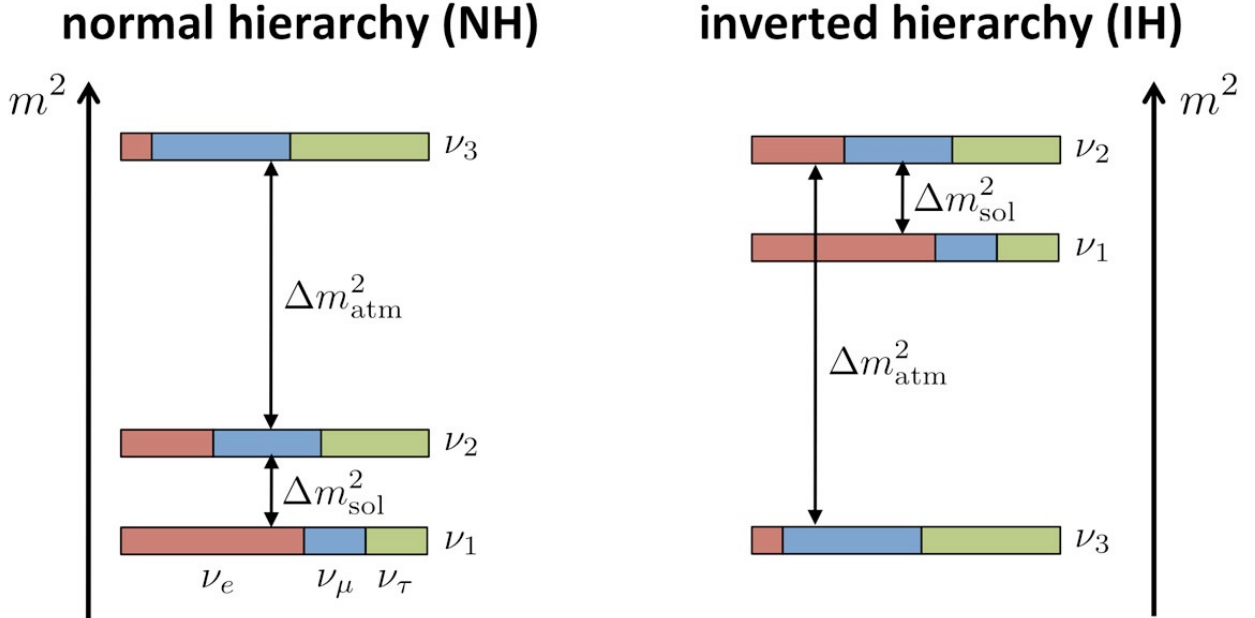 normal hierarchy (NH)
m²
ν₃
Δm²atm
ν₂
Δm²sol
ν₁
νe νμ ντ
inverted hierarchy (IH)
m²
ν₂
Δm²sol
ν₁
Δm²atm
ν₃